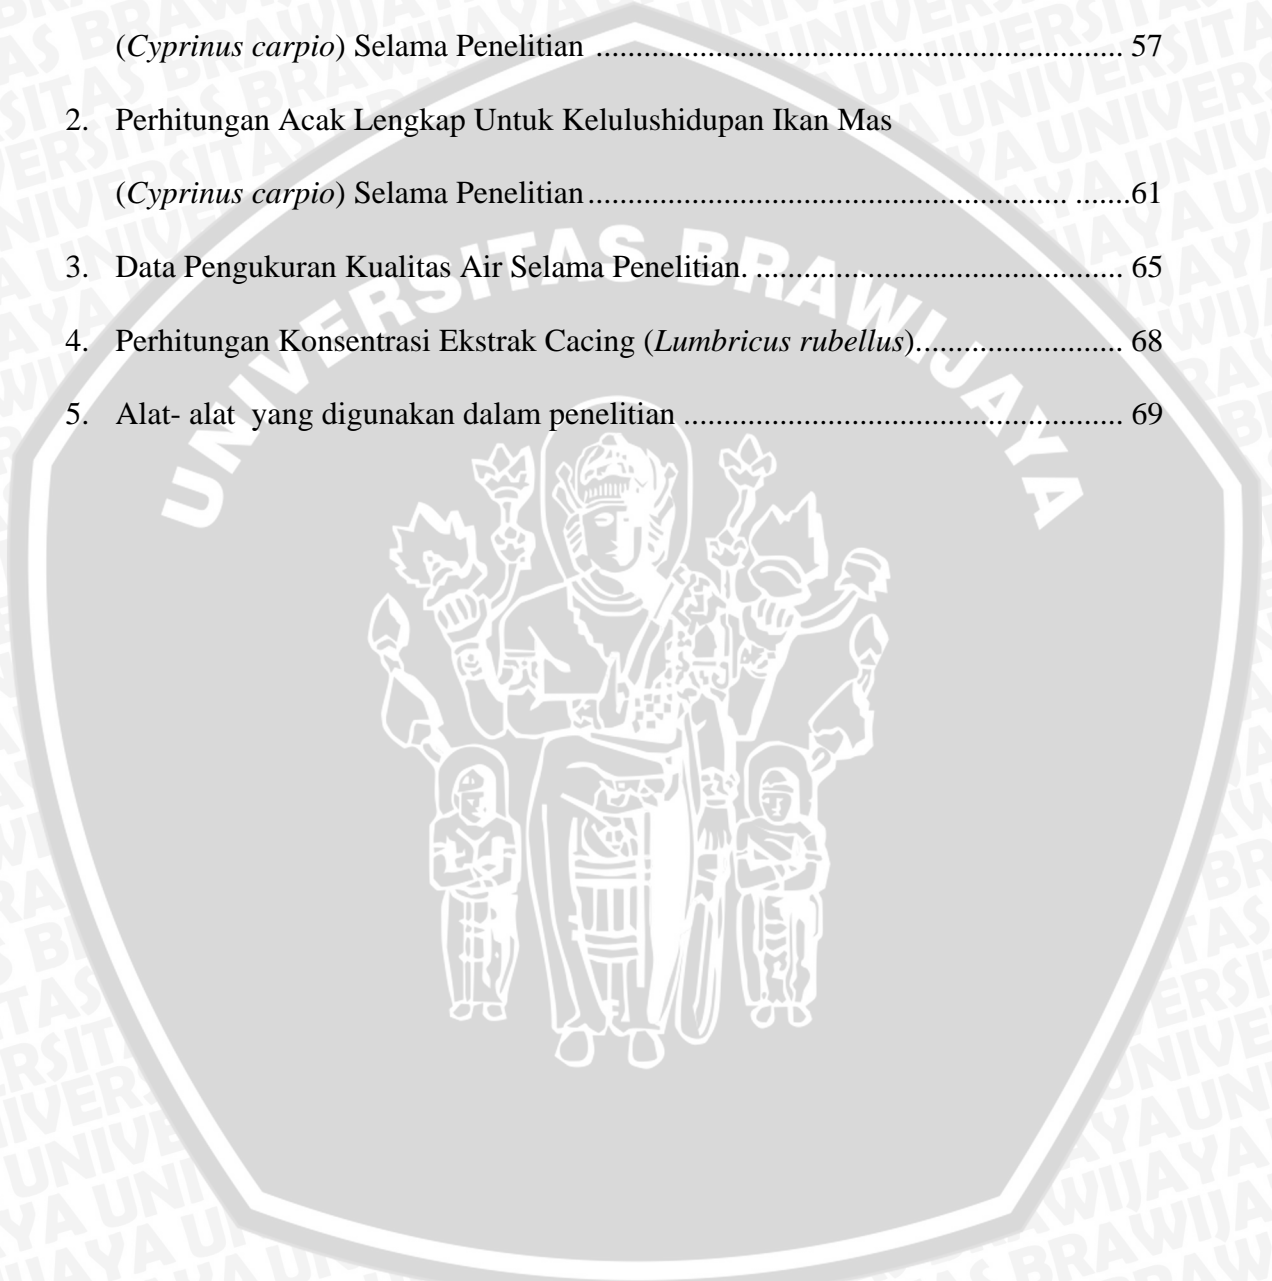 (Cyprinus carpio) Selama Penelitian .................................................................. 57
2. Perhitungan Acak Lengkap Untuk Kelulushidupan Ikan Mas
(Cyprinus carpio) Selama Penelitian ............................................................ .......61
3. Data Pengukuran Kualitas Air Selama Penelitian. .............................................. 65
4. Perhitungan Konsentrasi Ekstrak Cacing (Lumbricus rubellus).......................... 68
5. Alat- alat yang digunakan dalam penelitian ....................................................... 69
UNIVERSITAS BRAWIJAYA